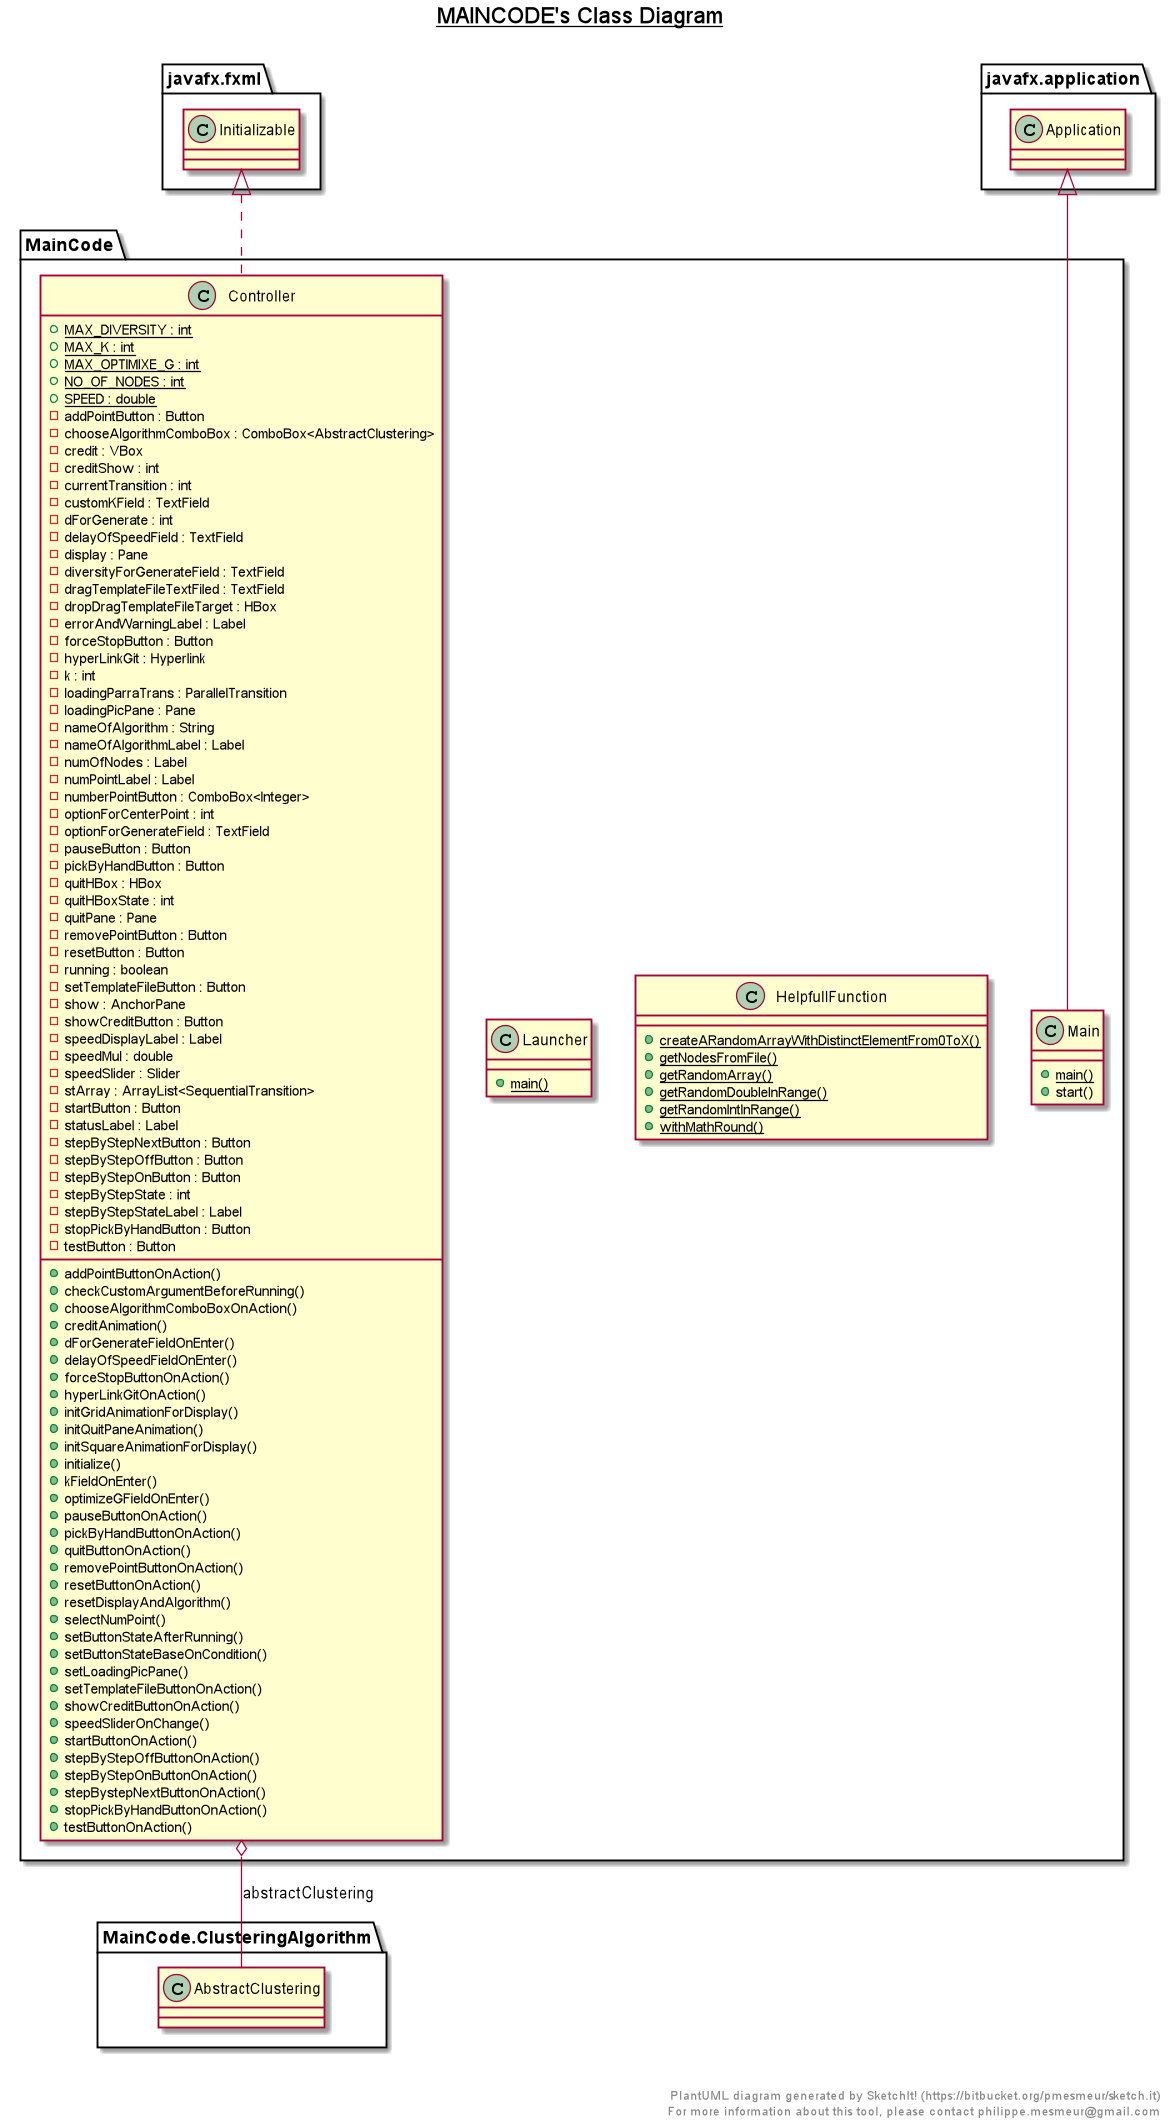 MAINCODE's Class Diagram
javafx.fxml
javafx.application
C Initializable
C Application
MainCode
C Controller
MAX_DIVERSITY : int
MAX_K : int
MAX_OPTIMIXE_G : int
NO_OF_NODES : int
SPEED : double
addPointButton : Button
chooseAlgorithmComboBox : ComboBox<AbstractClustering>
credit : VBox
creditShow : int
currentTransition : int
customKField : TextField
dForGenerate : int
delayOfSpeedField : TextField
display : Pane
diversityForGenerateField : TextField
dragTemplateFileTextFiled : TextField
dropDragTemplateFileTarget : HBox
errorAndWarningLabel : Label
forceStopButton : Button
hyperLinkGit : Hyperlink
k : int
loadingParraTrans : ParallelTransition
loadingPicPane : Pane
nameOfAlgorithm : String
nameOfAlgorithmLabel : Label
numOfNodes : Label
numPointLabel : Label
numberPointButton : ComboBox<Integer>
optionForCenterPoint : int
optionForGenerateField : TextField
pauseButton : Button
pickByHandButton : Button
quitHBox : HBox
quitHBoxState : int
quitPane : Pane
removePointButton : Button
resetButton : Button
running : boolean
setTemplateFileButton : Button
show : AnchorPane
showCreditButton : Button
speedDisplayLabel : Label
speedMul : double
speedSlider : Slider
stArray : ArrayList<SequentialTransition>
startButton : Button
statusLabel : Label
stepByStepNextButton : Button
stepByStepOffButton : Button
stepByStepOnButton : Button
stepByStepState : int
stepByStepStateLabel : Label
stopPickByHandButton : Button
testButton : Button
addPointButtonOnAction()
checkCustomArgumentBeforeRunning()
chooseAlgorithmComboBoxOnAction()
creditAnimation()
dForGenerateFieldOnEnter()
delayOfSpeedFieldOnEnter()
forceStopButtonOnAction()
hyperLinkGitOnAction()
initGridAnimationForDisplay()
initQuitPaneAnimation()
initSquareAnimationForDisplay()
initialize()
kFieldOnEnter()
optimizeGFieldOnEnter()
pauseButtonOnAction()
pickByHandButtonOnAction()
quitButtonOnAction()
removePointButtonOnAction()
resetButtonOnAction()
resetDisplayAndAlgorithm()
selectNumPoint()
setButtonStateAfterRunning()
setButtonStateBaseOnCondition()
setLoadingPicPane()
setTemplateFileButtonOnAction()
showCreditButtonOnAction()
speedSliderOnChange()
startButtonOnAction()
stepByStepOffButtonOnAction()
stepByStepOnButtonOnAction()
stepBystepNextButtonOnAction()
stopPickByHandButtonOnAction()
testButtonOnAction()
C Launcher
main()
C HelpfullFunction
createARandomArrayWithDistinctElementFrom0ToX()
getNodesFromFile()
getRandomArray()
getRandomDoubleInRange()
getRandomIntInRange()
withMathRound()
C Main
main()
start()
abstractClustering
MainCode.ClusteringAlgorithm
C AbstractClustering
PlantUML diagram generated by SketchIt! (https://bitbucket.org/pmesmeur/sketch.it)
For more information about this tool, please contact philippe.mesmeur@gmail.com